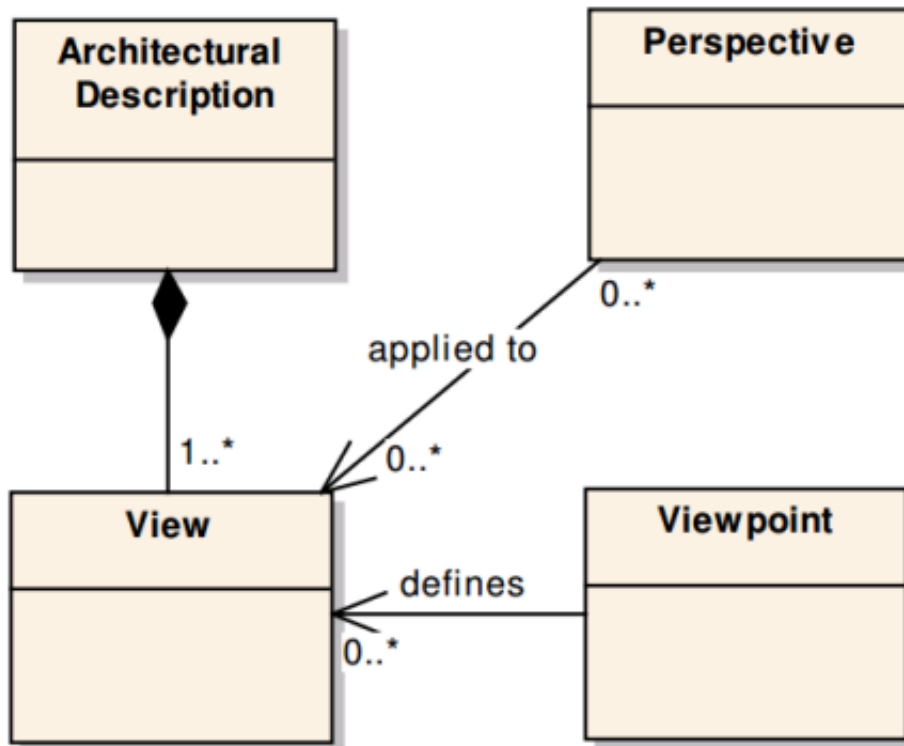 Architectural
Description
Perspective
0..*
applied to
1..*
0..*
View
Viewpoint
defines
0..*